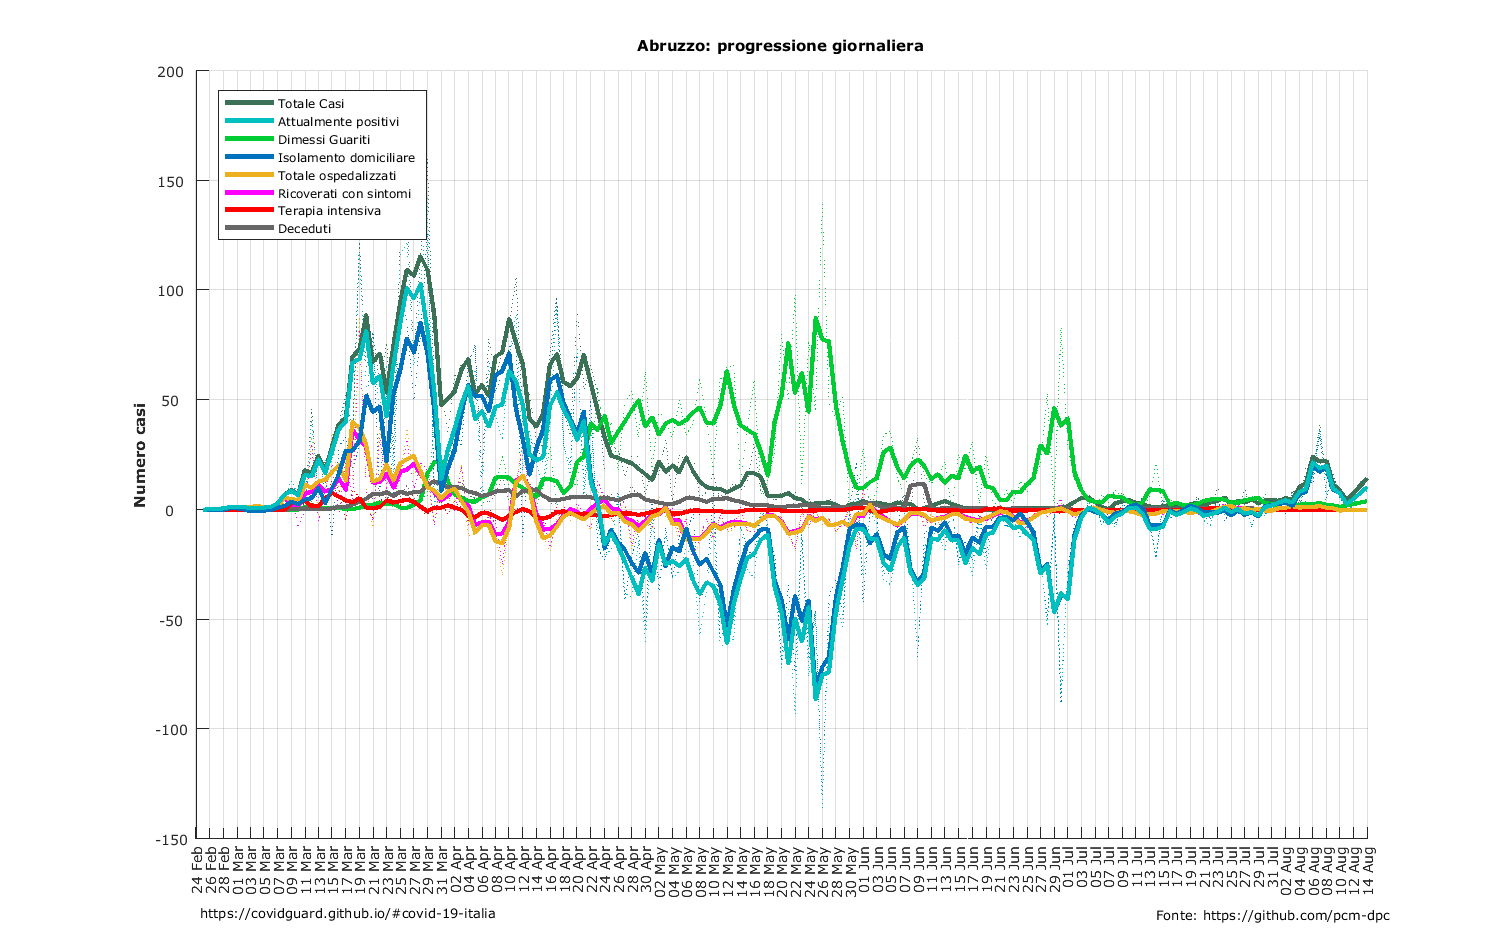 Abruzzo: progressione giornaliera
200
150
100
50
0
-50
-100
-150
Numero casi
Totale Casi
Attualmente positivi
Dimessi Guariti
Isolamento domiciliare
Totale ospedalizzati
Ricoverati con sintomi
Terapia intensiva
Deceduti
24 Feb
26 Feb
28 Feb
01 Mar
03 Mar
05 Mar
07 Mar
09 Mar
11 Mar
13 Mar
15 Mar
17 Mar
19 Mar
21 Mar
23 Mar
25 Mar
27 Mar
29 Mar
31 Mar
02 Apr
04 Apr
06 Apr
08 Apr
10 Apr
12 Apr
14 Apr
16 Apr
18 Apr
20 Apr
22 Apr
24 Apr
26 Apr
28 Apr
30 Apr
02 May
04 May
06 May
08 May
10 May
12 May
14 May
16 May
18 May
20 May
22 May
24 May
26 May
28 May
30 May
01 Jun
03 Jun
05 Jun
07 Jun
09 Jun
11 Jun
13 Jun
15 Jun
17 Jun
19 Jun
21 Jun
23 Jun
25 Jun
27 Jun
29 Jun
01 Jul
03 Jul
05 Jul
07 Jul
09 Jul
11 Jul
13 Jul
15 Jul
17 Jul
19 Jul
21 Jul
23 Jul
25 Jul
27 Jul
29 Jul
31 Jul
02 Aug
04 Aug
06 Aug
08 Aug
10 Aug
12 Aug
14 Aug
https://covidguard.github.io/#covid-19-italia
Fonte: https://github.com/pcm-dpc